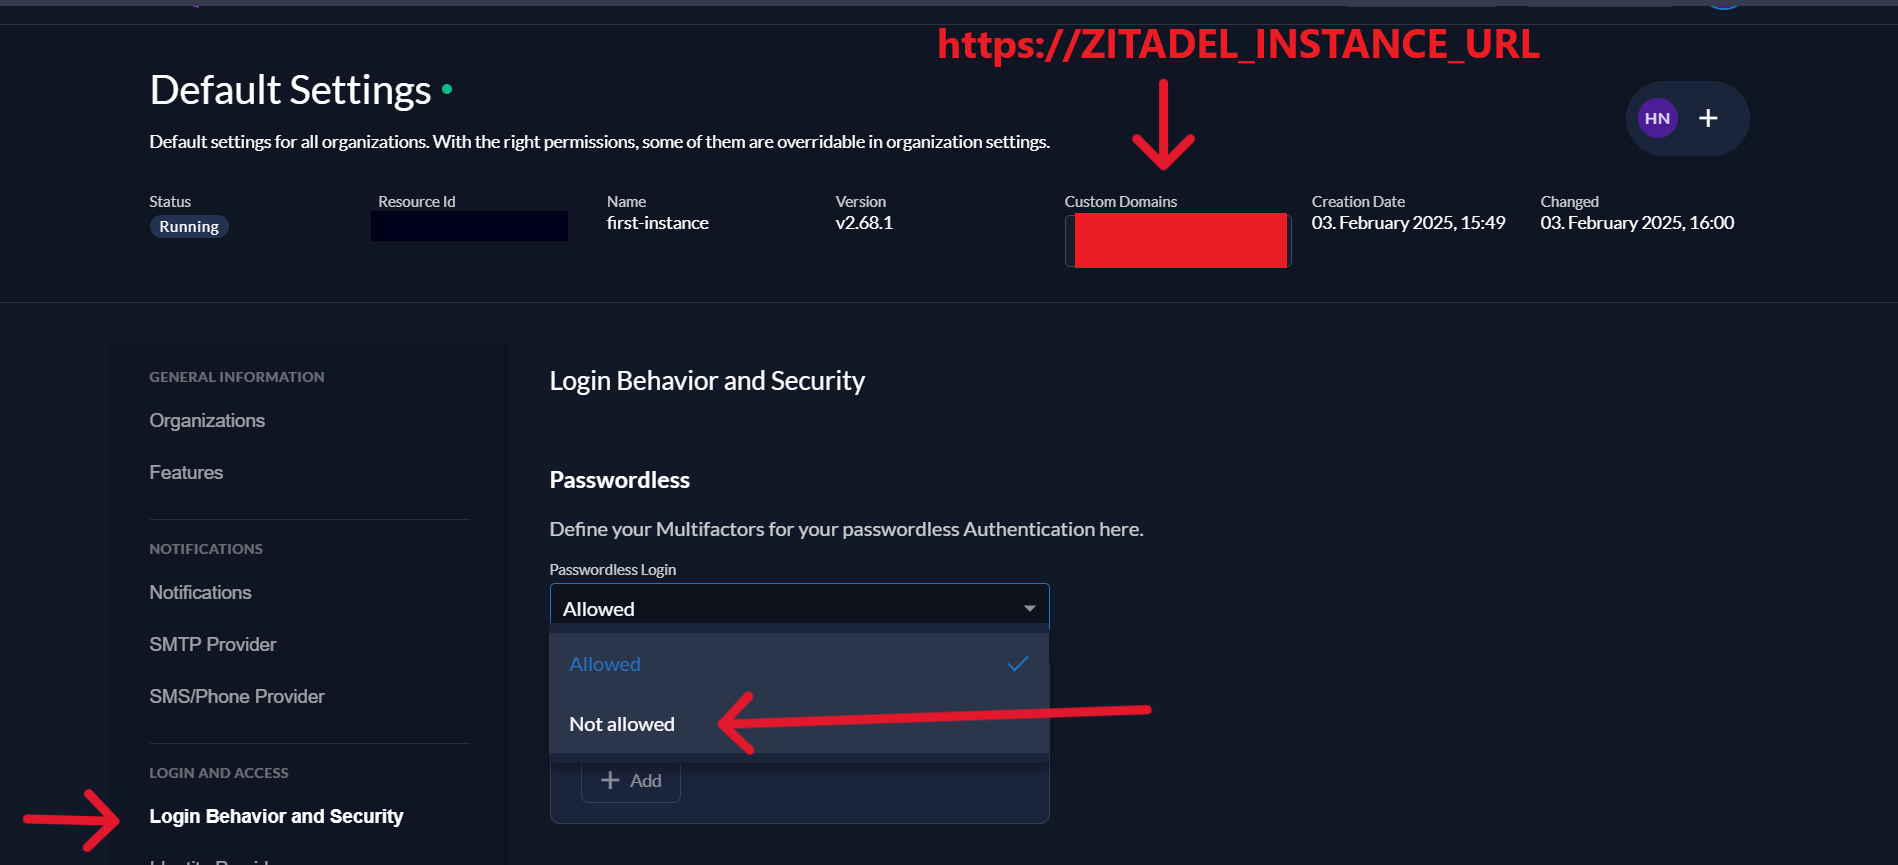 https://ZITADEL_INSTANCE_URL
Default Settings
HN
Default settings for all organizations. With the right permissions, some of them are overridable in organization settings.
Status
Running
Resource Id
Name
first-instance
Version
v2.68.1
Custom Domains
Creation Date
03. February 2025, 15:49
Changed
03. February 2025, 16:00
GENERAL INFORMATION
Organizations
Features
NOTIFICATIONS
Notifications
SMTP Provider
SMS/Phone Provider
LOGIN AND ACCESS
Login Behavior and Security
Login Behavior and Security
Passwordless
Define your Multifactors for your passwordless Authentication here.
Passwordless Login
Allowed
Allowed
Not allowed
Add